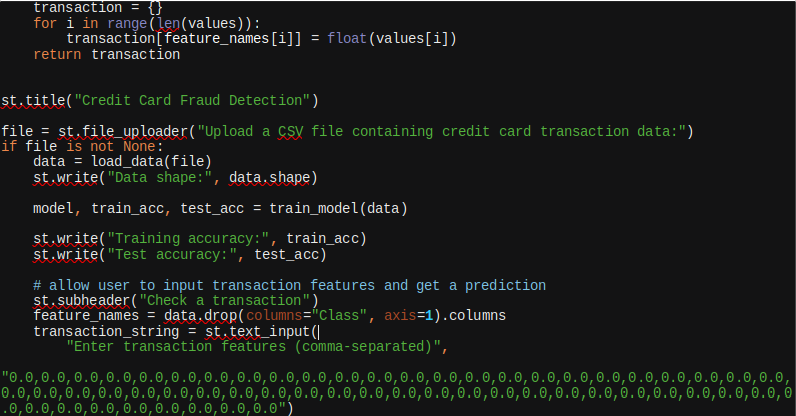 transaction = {}
for i in range(len(values)):
transaction[feature_names[i]] = float(values[i])
return transaction
st.title("Credit Card Fraud Detection")
file = st.file_uploader("Upload a CSV file containing credit card transaction data:")
if file is not None:
data = load_data(file)
st.write("Data shape:", data.shape)
model, train_acc, test_acc = train_model(data)
st.write("Training accuracy:", train_acc)
st.write("Test accuracy:", test_acc)
# allow user to input transaction features and get a prediction
st.subheader("Check a transaction")
feature_names = data.drop(columns="Class", axis=1).columns
transaction_string = st.text_input(
"Enter transaction features (comma-separated)",
"0.0,0.0,0.0,0.0,0.0,0.0,0.0,0.0,0.0,0.0,0.0,0.0,0.0,0.0,0.0,0.0,0.0,0.0,0.0,0.0,0.0,0.0,0.0,0.0,
0.0,0.0,0.0,0.0,0.0,0.0,0.0,0.0,0.0,0.0,0.0,0.0,0.0,0.0,0.0,0.0,0.0,0.0,0.0,0.0,0.0,0.0,0.0,0.0,0
.0,0.0,0.0,0.0,0.0,0.0,0.0,0.0,0.0")